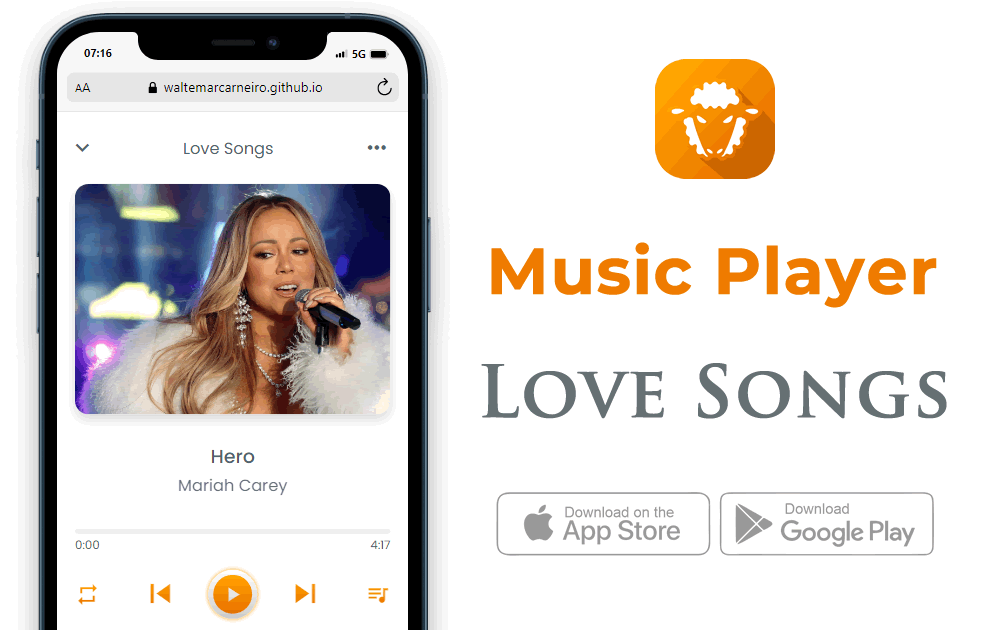 07:16
5G
AA
waltemarcarneiro.github.io
Love Songs
Hero
Mariah Carey
0:00
4:17
Music Player
Love Songs
Download on the
App Store
Download
Google Play